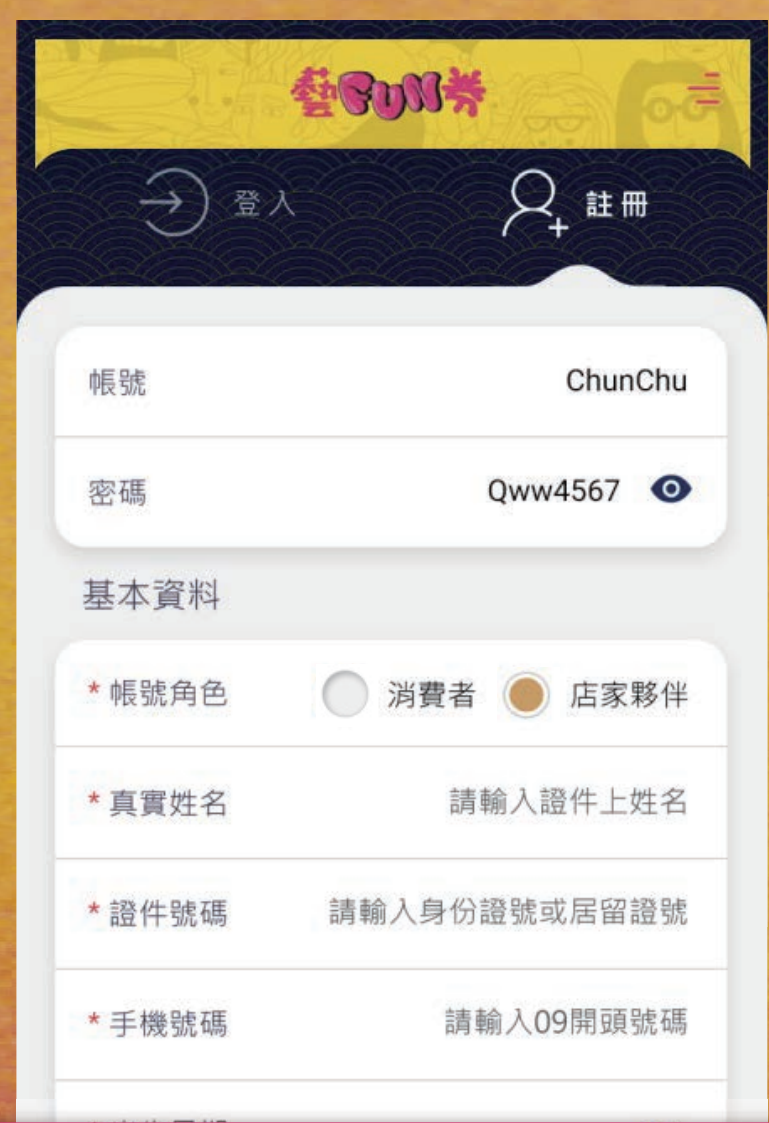 藝FUN券
登入
註冊
帳號 ChunChu
密碼 Qww4567
基本資料
* 帳號角色 消費者 店家夥伴
* 真實姓名 請輸入證件上姓名
* 證件號碼 請輸入身份證號或居留證號
* 手機號碼 請輸入09開頭號碼